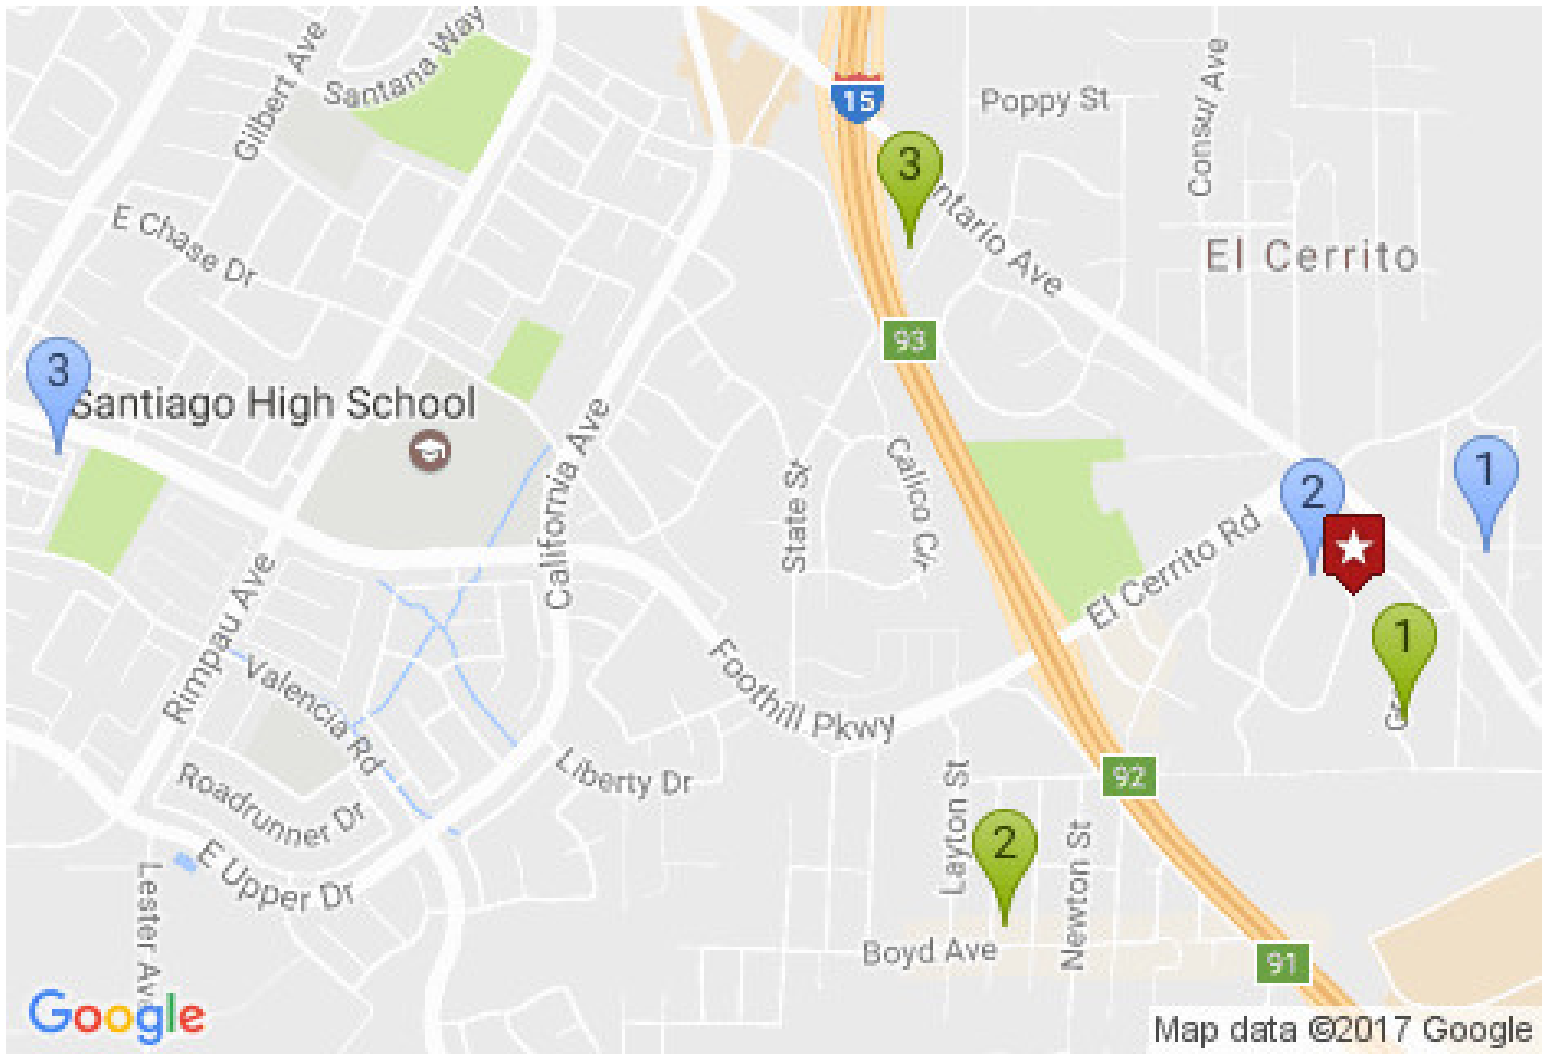 Santana Way
Gilbert Ave
15
Poppy St
Consul Ave
3
ntario Ave
E Chase Dr
El Cerrito
93
3
Santiago High School
California Ave
State St
Calico Cir
1
2
El Cerrito Rd
1
Rimpau Ave
Valencia Rd
Foothill Pkwy
Liberty Dr
Roadrunner Dr
92
Layton St
2
Newton St
E Upper Dr
Lester Ave
Boyd Ave
91
Google
Map data ©2017 Google